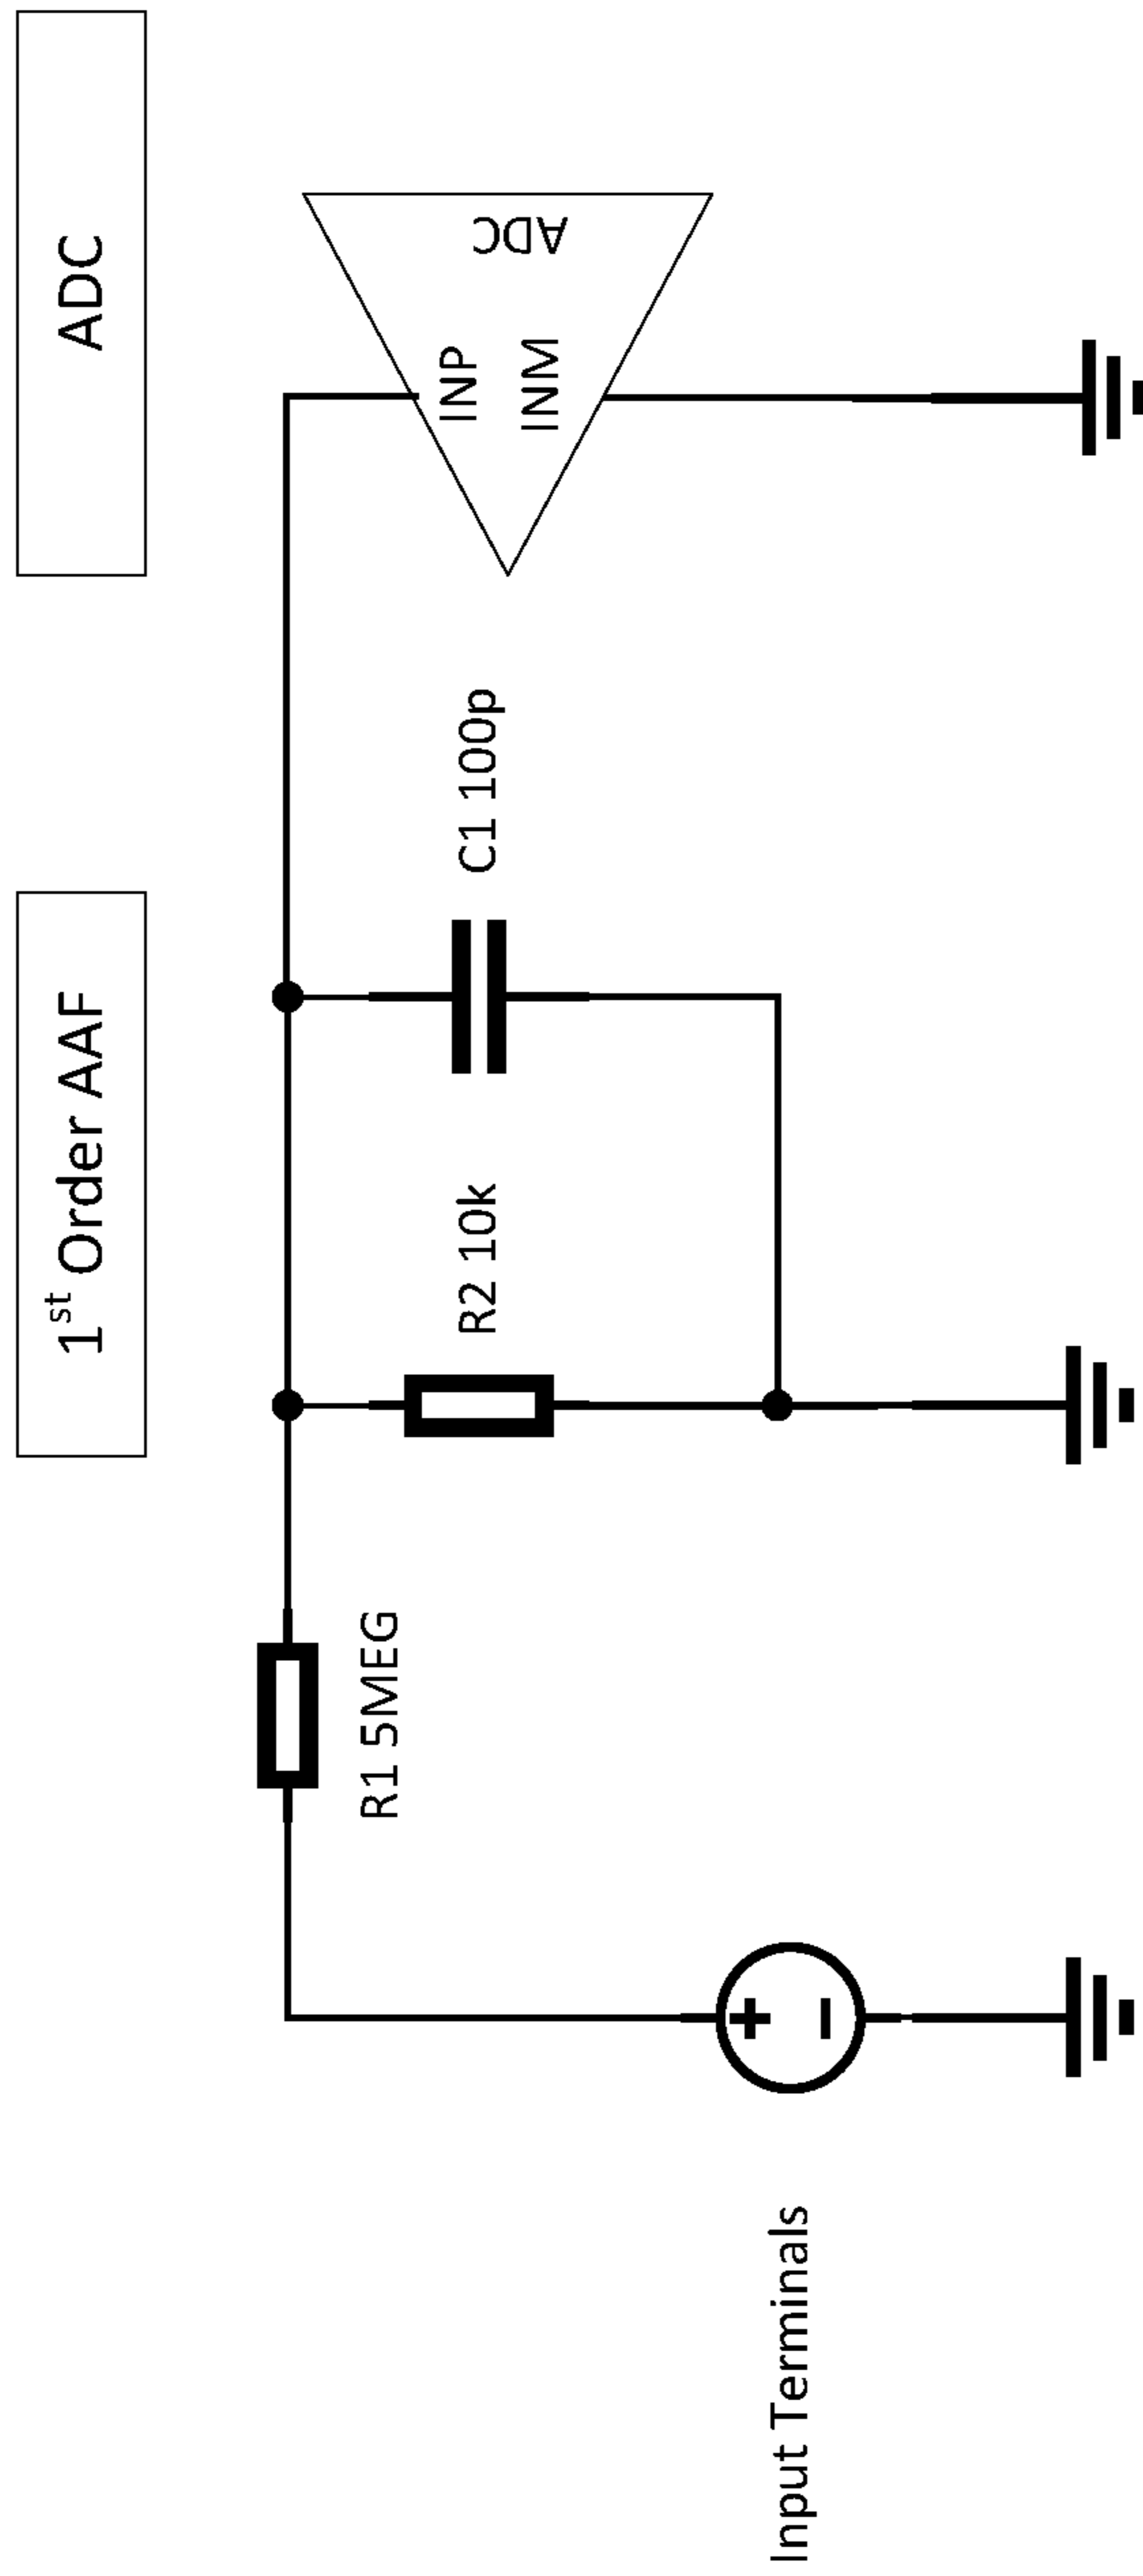 1st Order AAF
ADC
R1 5MEG
R2 10k
C1 100p
INP
INM
ADC
+
−
Input Terminals